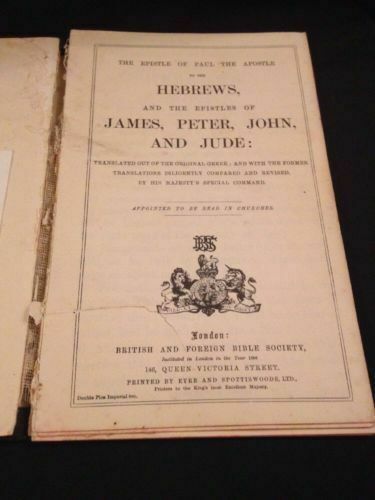 THE EPISTLE OF PAUL THE APOSTLE
TO THE
HEBREWS,
AND THE EPISTLES OF
JAMES, PETER, JOHN,
AND JUDE:
TRANSLATED OUT OF THE ORIGINAL GREEK: AND WITH THE FORMER
TRANSLATIONS DILIGENTLY COMPARED AND REVISED,
BY HIS MAJESTY'S SPECIAL COMMAND.
APPOINTED TO BE READ IN CHURCHES.
London:
BRITISH AND FOREIGN BIBLE SOCIETY,
Instituted in London in the Year
146, QUEEN VICTORIA STREET.
PRINTED BY EYRE AND SPOTTISWOODE, LTD.,
Printers to the King's most Excellent Majesty.
Double Pica Imperial 8vo.